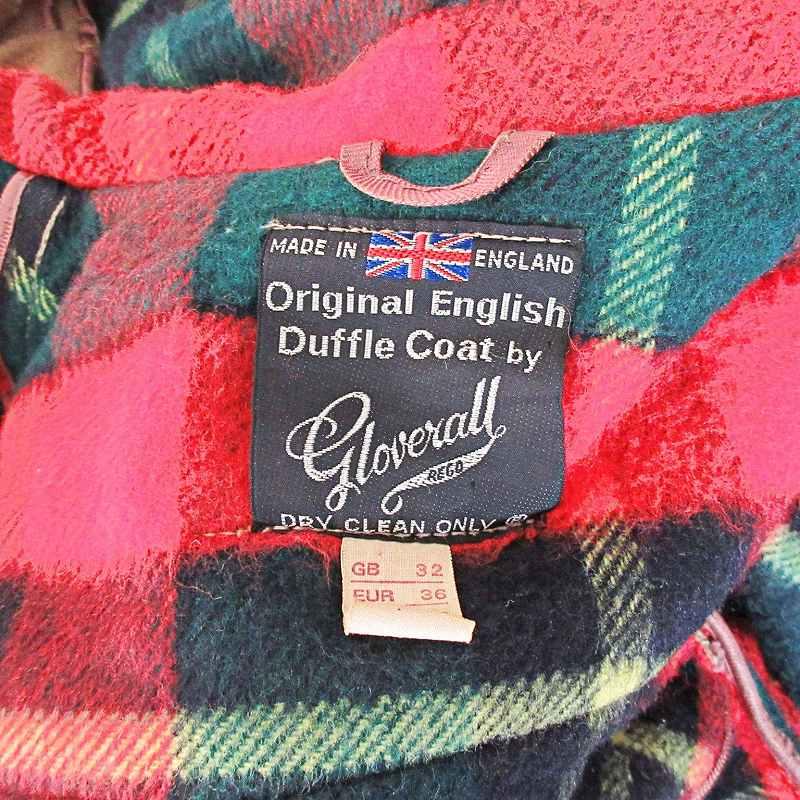 MADE IN ENGLAND
Original English
Duffle Coat by
Gloverall
REGD
DRY CLEAN ONLY
GB 32
EUR 36